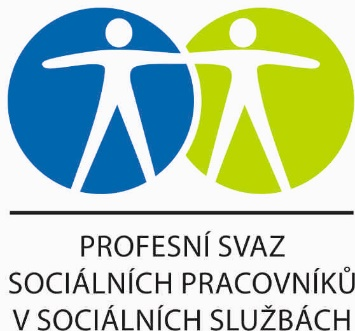 PROFESNÍ SVAZ
SOCIÁLNÍCH PRACOVNÍKŮ
V SOCIÁLNÍCH SLUŽBÁCH